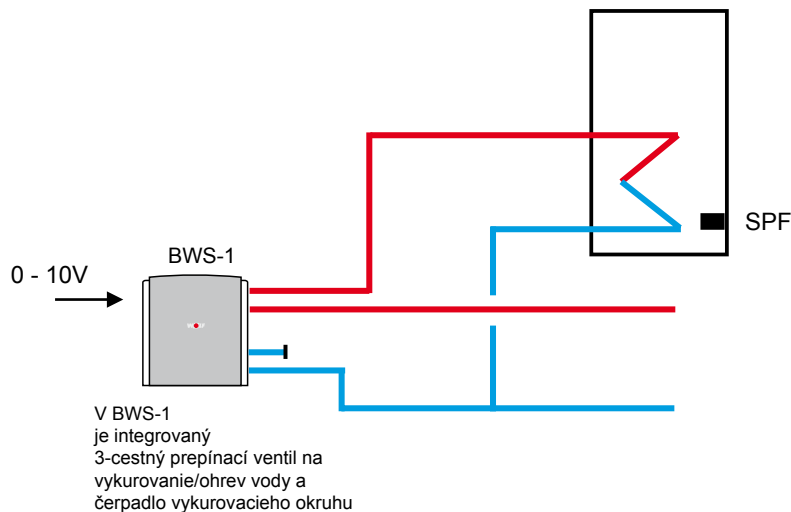 SPF
BWS-1
0 - 10V
V BWS-1
je integrovaný
3-cestný prepínací ventil na
vykurovanie/ohrev vody a
čerpadlo vykurovacieho okruhu